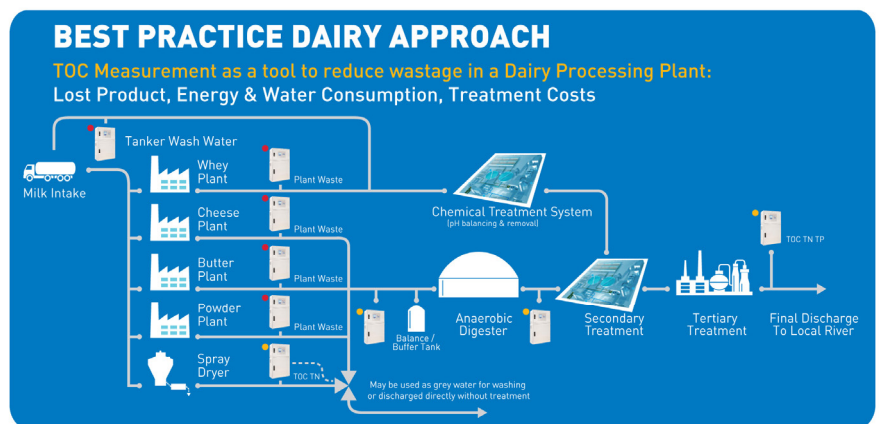 BEST PRACTICE DAIRY APPROACH
TOC Measurement as a tool to reduce wastage in a Dairy Processing Plant:
Lost Product, Energy & Water Consumption, Treatment Costs
Tanker Wash Water
Milk Intake
Whey
Plant
Plant Waste
Cheese
Plant
Plant Waste
Butter
Plant
Plant Waste
Powder
Plant
Plant Waste
Spray
Dryer
TOC TN
Chemical Treatment System
(pH balancing & removal)
Balance /
Buffer Tank
Anaerobic
Digester
Secondary
Treatment
Tertiary
Treatment
TOC TN TP
Final Discharge
To Local River
May be used as grey water for washing
or discharged directly without treatment